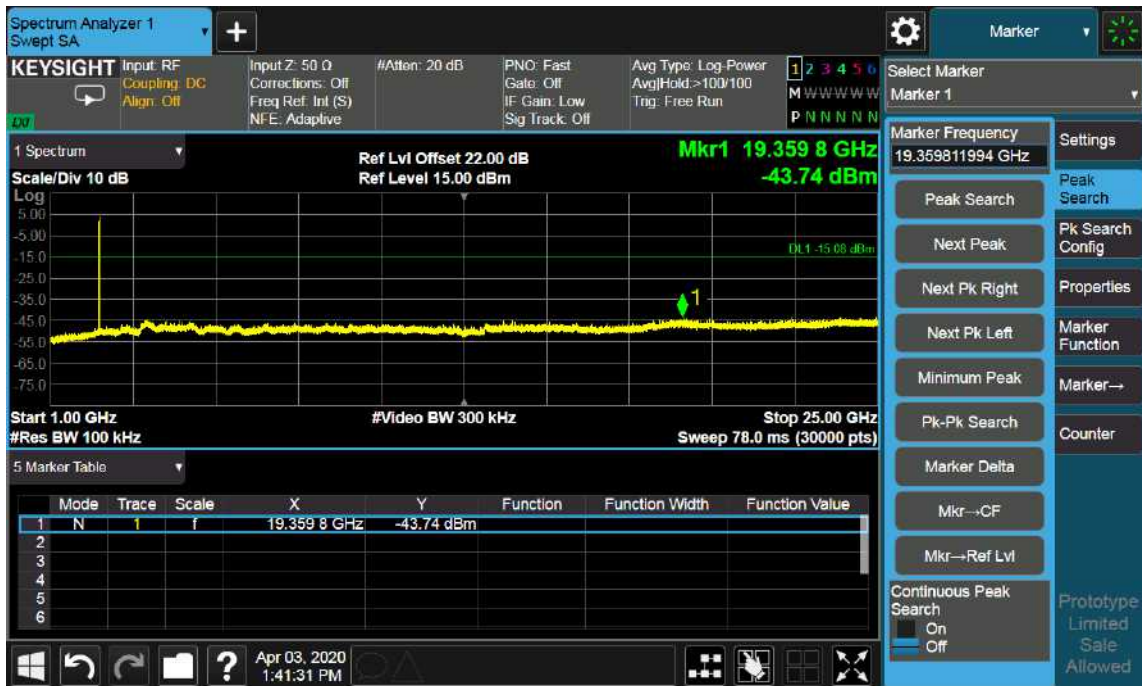 Spectrum Analyzer 1
Swept SA
Marker
KEYSIGHT
Input: RF
Coupling: DC
Align: Off
Input Z: 50 Ω
Corrections: Off
Freq Ref: Int (S)
NFE: Adaptive
#Atten: 20 dB
PNO: Fast
Gate: Off
IF Gain: Low
Sig Track: Off
Avg Type: Log-Power
Avg|Hold:>100/100
Trig: Free Run
1 2 3 4 5 6
M W W W W W
P N N N N N
Select Marker
Marker 1
1 Spectrum
Scale/Div 10 dB
Ref Lvl Offset 22.00 dB
Ref Level 15.00 dBm
Mkr1 19.359 8 GHz
-43.74 dBm
Log
5.00
-5.00
-15.0
-25.0
-35.0
-45.0
-55.0
-65.0
-75.0
DL1 -15.08 dBm
1
Start 1.00 GHz
#Res BW 100 kHz
#Video BW 300 kHz
Stop 25.00 GHz
Sweep 78.0 ms (30000 pts)
5 Marker Table
Mode Trace Scale X Y Function Function Width Function Value
1 N 1 f 19.359 8 GHz -43.74 dBm
2
3
4
5
6
Marker Frequency
19.359811994 GHz
Peak Search
Next Peak
Next Pk Right
Next Pk Left
Minimum Peak
Pk-Pk Search
Marker Delta
Mkr→CF
Mkr→Ref Lvl
Continuous Peak
Search
On
Off
Settings
Peak
Search
Pk Search
Config
Properties
Marker
Function
Marker→
Counter
Prototype
Limited
Sale
Allowed
?
Apr 03, 2020
1:41:31 PM